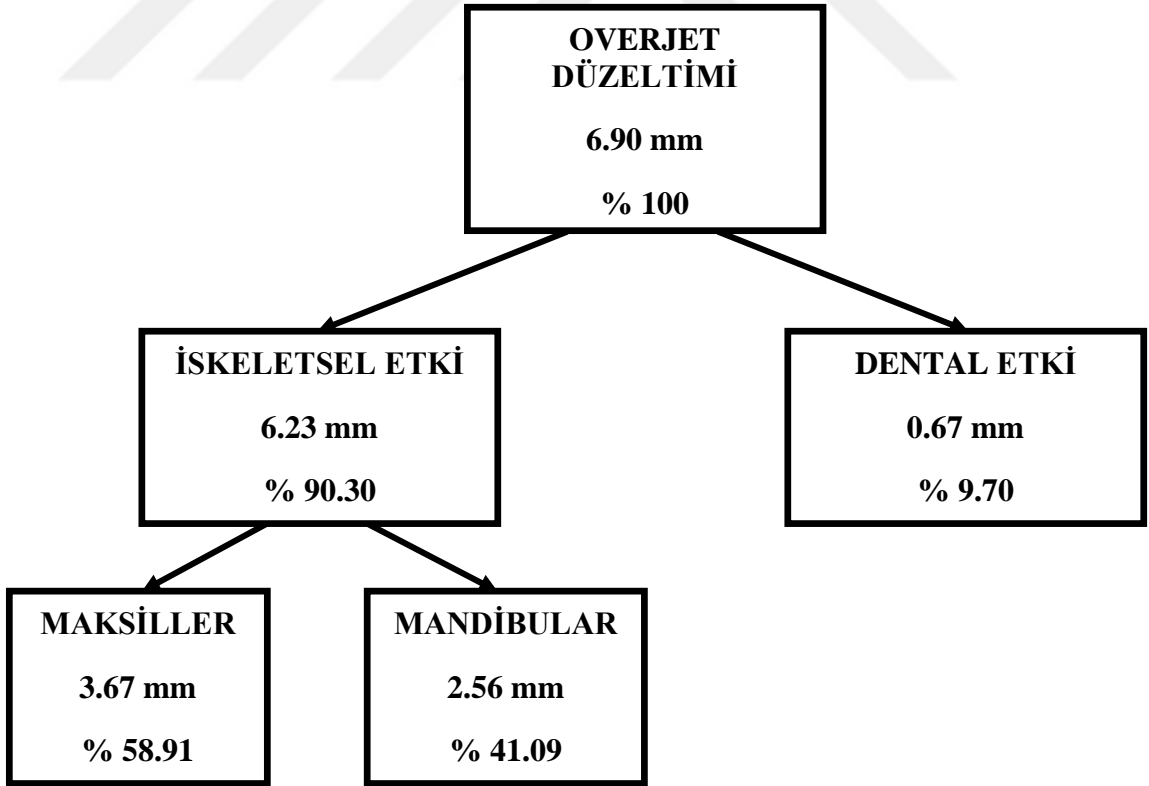 OVERJET
DÜZELTİMİ
6.90 mm
% 100
İSKELETSEL ETKİ
6.23 mm
% 90.30
DENTAL ETKİ
0.67 mm
% 9.70
MAKSİLLER
3.67 mm
% 58.91
MANDİBULAR
2.56 mm
% 41.09